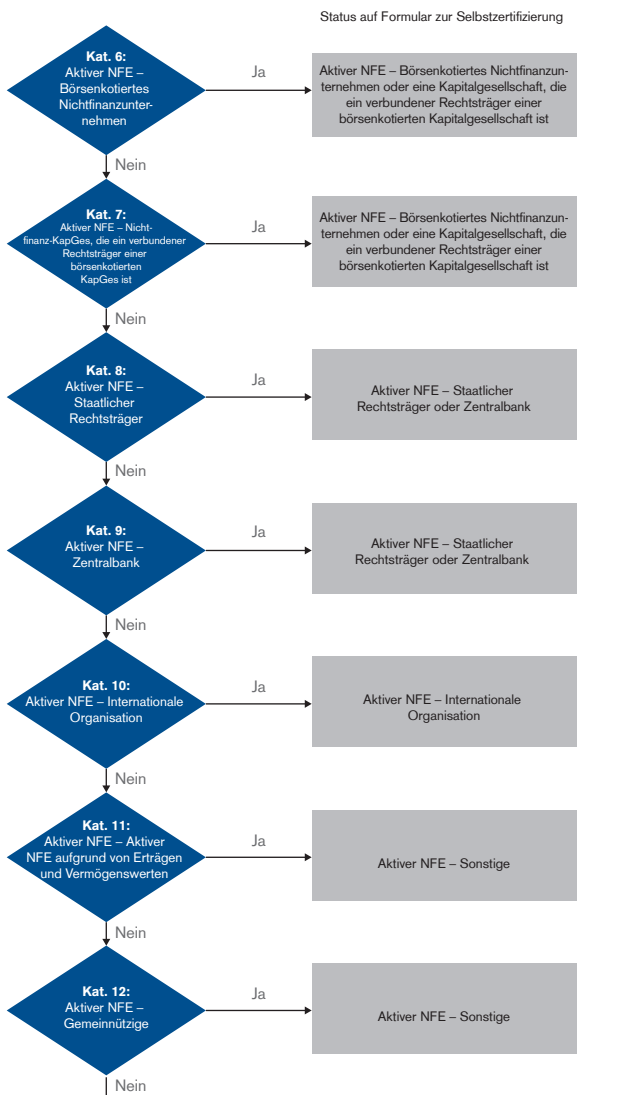 Status auf Formular zur Selbstzertifizierung
Kat. 6:
Aktiver NFE –
Börsenkotiertes
Nichtfinanzunter-
nehmen
Ja
Aktiver NFE – Börsenkotiertes Nichtfinanzun-
ternehmen oder eine Kapitalgesellschaft, die
ein verbundener Rechtsträger einer
börsenkotierten Kapitalgesellschaft ist
Nein
Kat. 7:
Aktiver NFE – Nicht-
finanz-KapGes, die ein verbundener
Rechtsträger einer
börsenkotierten
KapGes ist
Ja
Aktiver NFE – Börsenkotiertes Nichtfinanzun-
ternehmen oder eine Kapitalgesellschaft, die
ein verbundener Rechtsträger einer
börsenkotierten Kapitalgesellschaft ist
Nein
Kat. 8:
Aktiver NFE –
Staatlicher
Rechtsträger
Ja
Aktiver NFE – Staatlicher
Rechtsträger oder Zentralbank
Nein
Kat. 9:
Aktiver NFE –
Zentralbank
Ja
Aktiver NFE – Staatlicher
Rechtsträger oder Zentralbank
Nein
Kat. 10:
Aktiver NFE – Internationale
Organisation
Ja
Aktiver NFE – Internationale
Organisation
Nein
Kat. 11:
Aktiver NFE – Aktiver
NFE aufgrund von Erträgen
und Vermögenswerten
Ja
Aktiver NFE – Sonstige
Nein
Kat. 12:
Aktiver NFE –
Gemeinnützige
Ja
Aktiver NFE – Sonstige
Nein